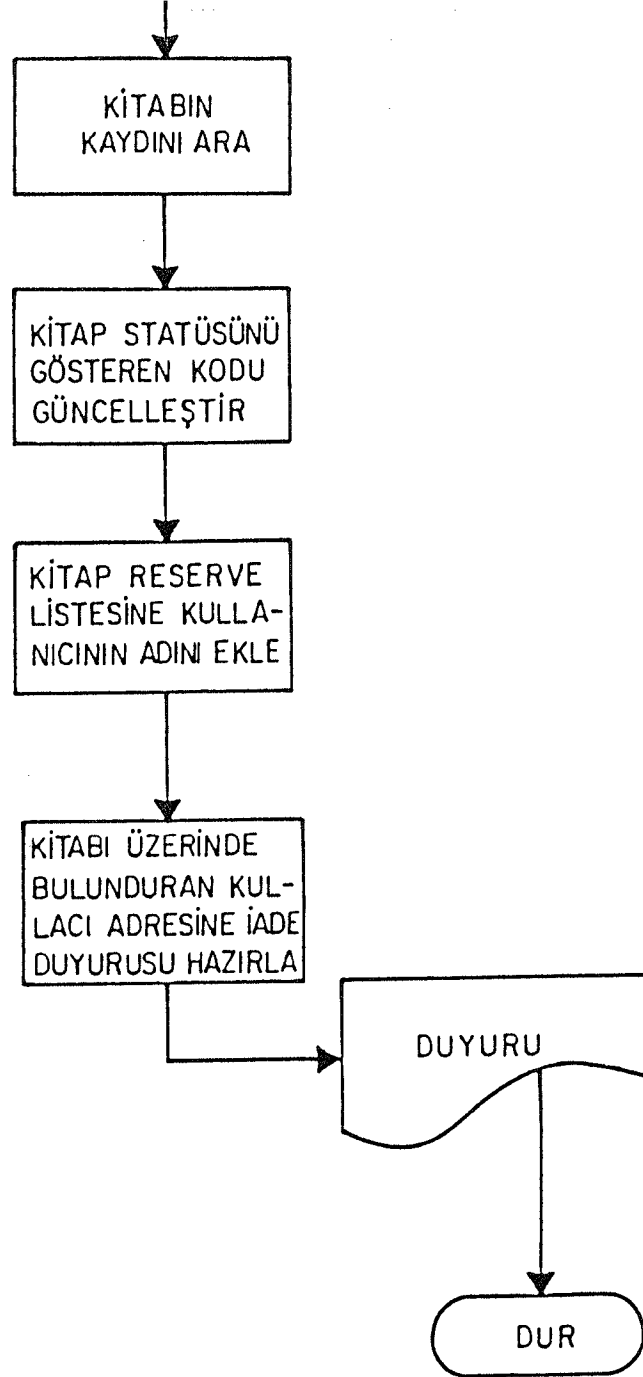 KİTABIN
KAYDINI ARA
KİTAP STATÜSÜNÜ
GÖSTEREN KODU
GÜNCELLEŞTİR
KİTAP RESERVE
LİSTESİNE KULLA-
NICININ ADINI EKLE
KİTABI ÜZERİNDE
BULUNDURAN KUL-
LACI ADRESİNE İADE
DUYURUSU HAZIRLA
DUYURU
DUR